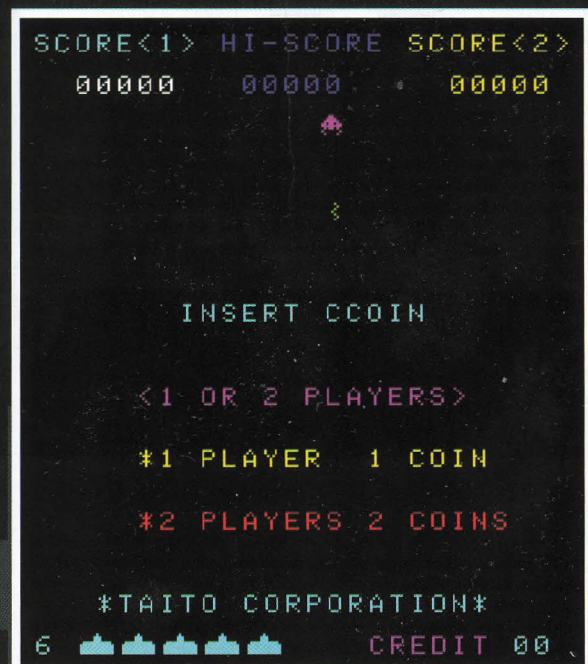 SCORE<1> HI-SCORE SCORE<2>
00000 00000 00000
INSERT CCOIN
<1 OR 2 PLAYERS>
*1 PLAYER 1 COIN
*2 PLAYERS 2 COINS
*TAITO CORPORATION*
6 CREDIT 00